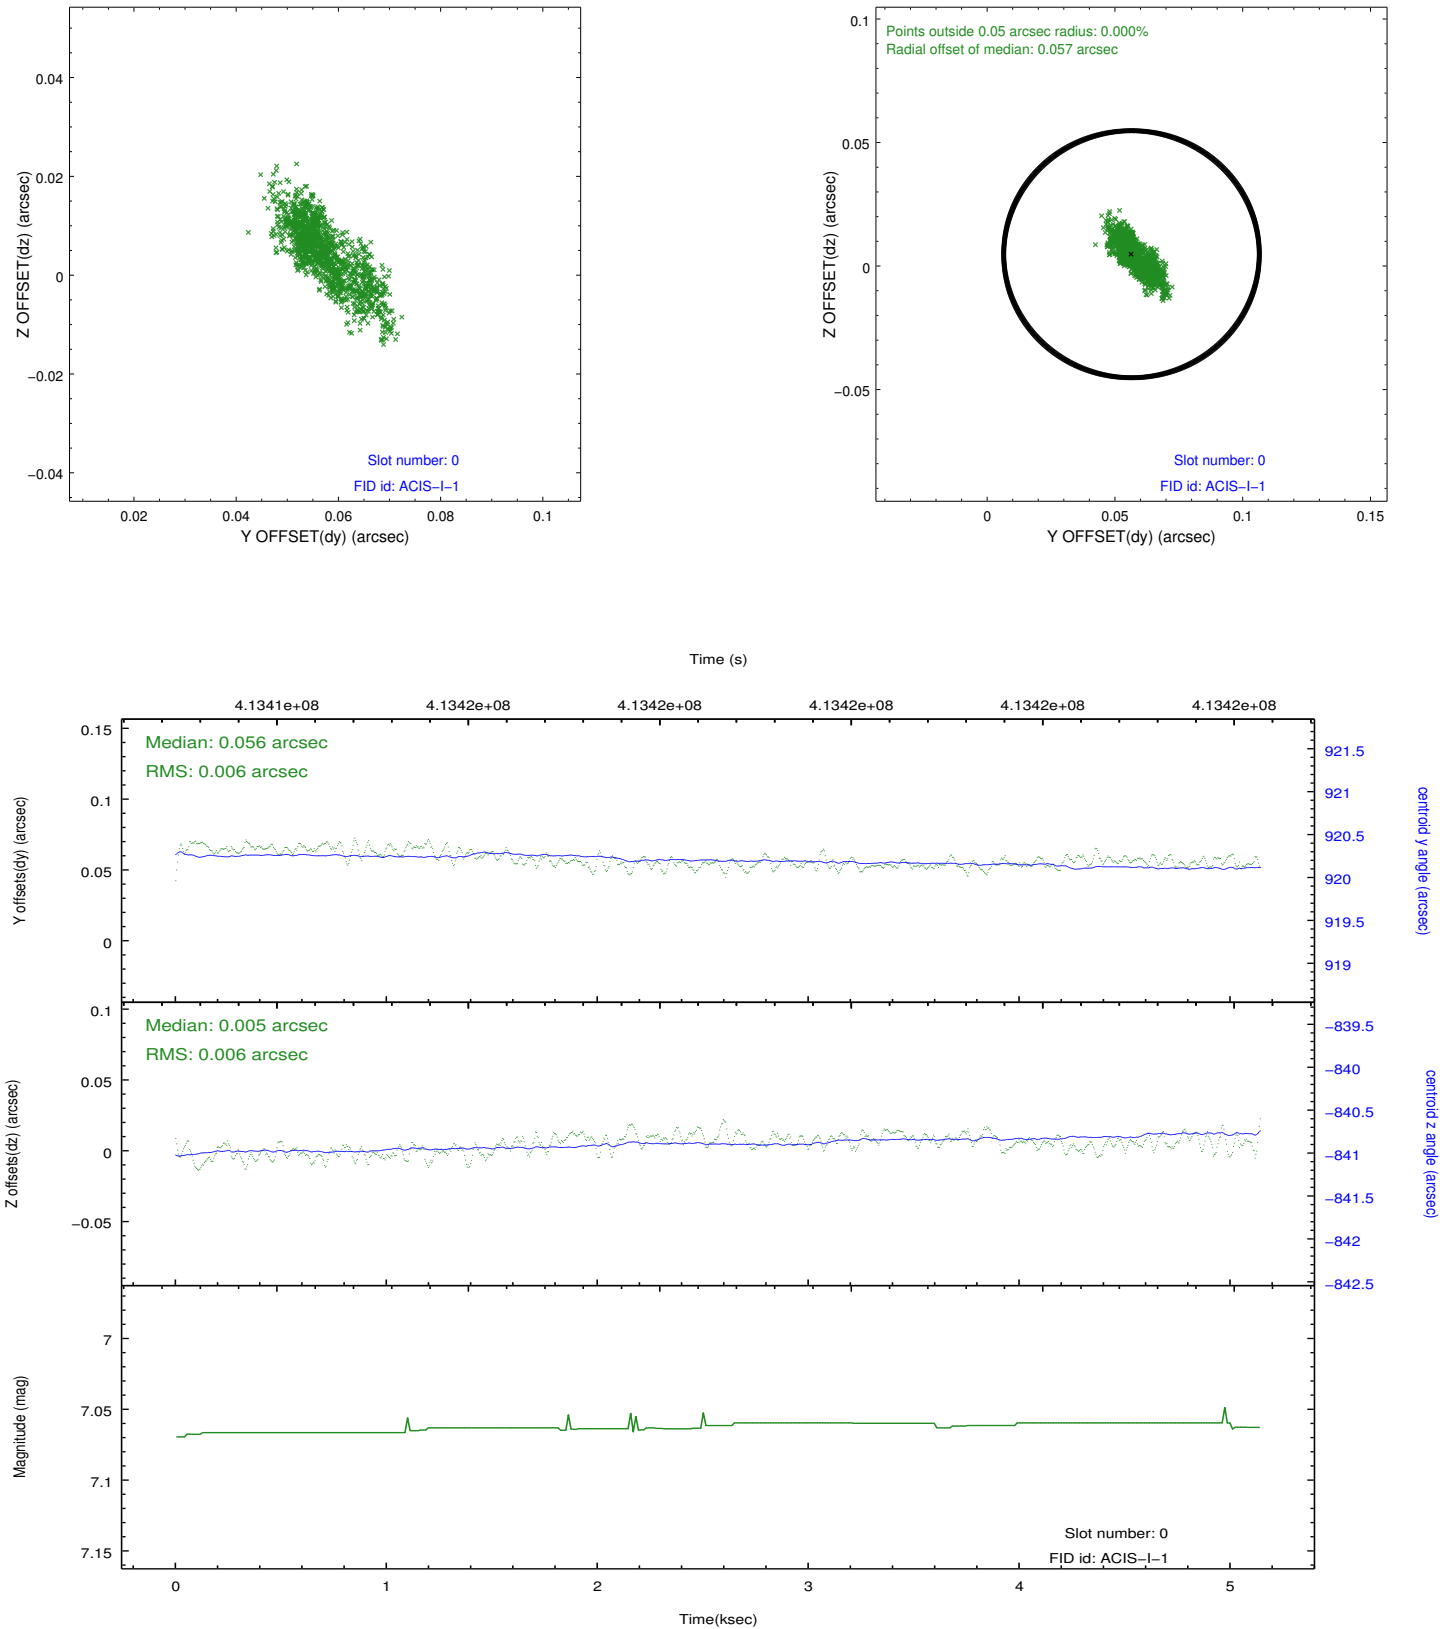 0.04
0.02
0
−0.02
−0.04
Z OFFSET(dz) (arcsec)
Slot number: 0
FID id: ACIS−I−1
0.02
0.04
0.06
0.08
0.1
Y OFFSET(dy) (arcsec)
Points outside 0.05 arcsec radius: 0.000%
Radial offset of median: 0.057 arcsec
0.1
0.05
0
−0.05
Z OFFSET(dz) (arcsec)
Slot number: 0
FID id: ACIS−I−1
0
0.05
0.1
0.15
Y OFFSET(dy) (arcsec)
Time (s)
4.1341e+08
4.1342e+08
4.1342e+08
4.1342e+08
4.1342e+08
4.1342e+08
Median: 0.056 arcsec
RMS: 0.006 arcsec
0.15
0.1
0.05
0
Y offsets(dy) (arcsec)
921.5
921
920.5
920
919.5
919
centroid y angle (arcsec)
Median: 0.005 arcsec
RMS: 0.006 arcsec
0.1
0.05
0
−0.05
Z offsets(dz) (arcsec)
−839.5
−840
−840.5
−841
−841.5
−842
−842.5
centroid z angle (arcsec)
7
7.05
7.1
7.15
Magnitude (mag)
Slot number: 0
FID id: ACIS−I−1
0
1
2
3
4
5
Time(ksec)